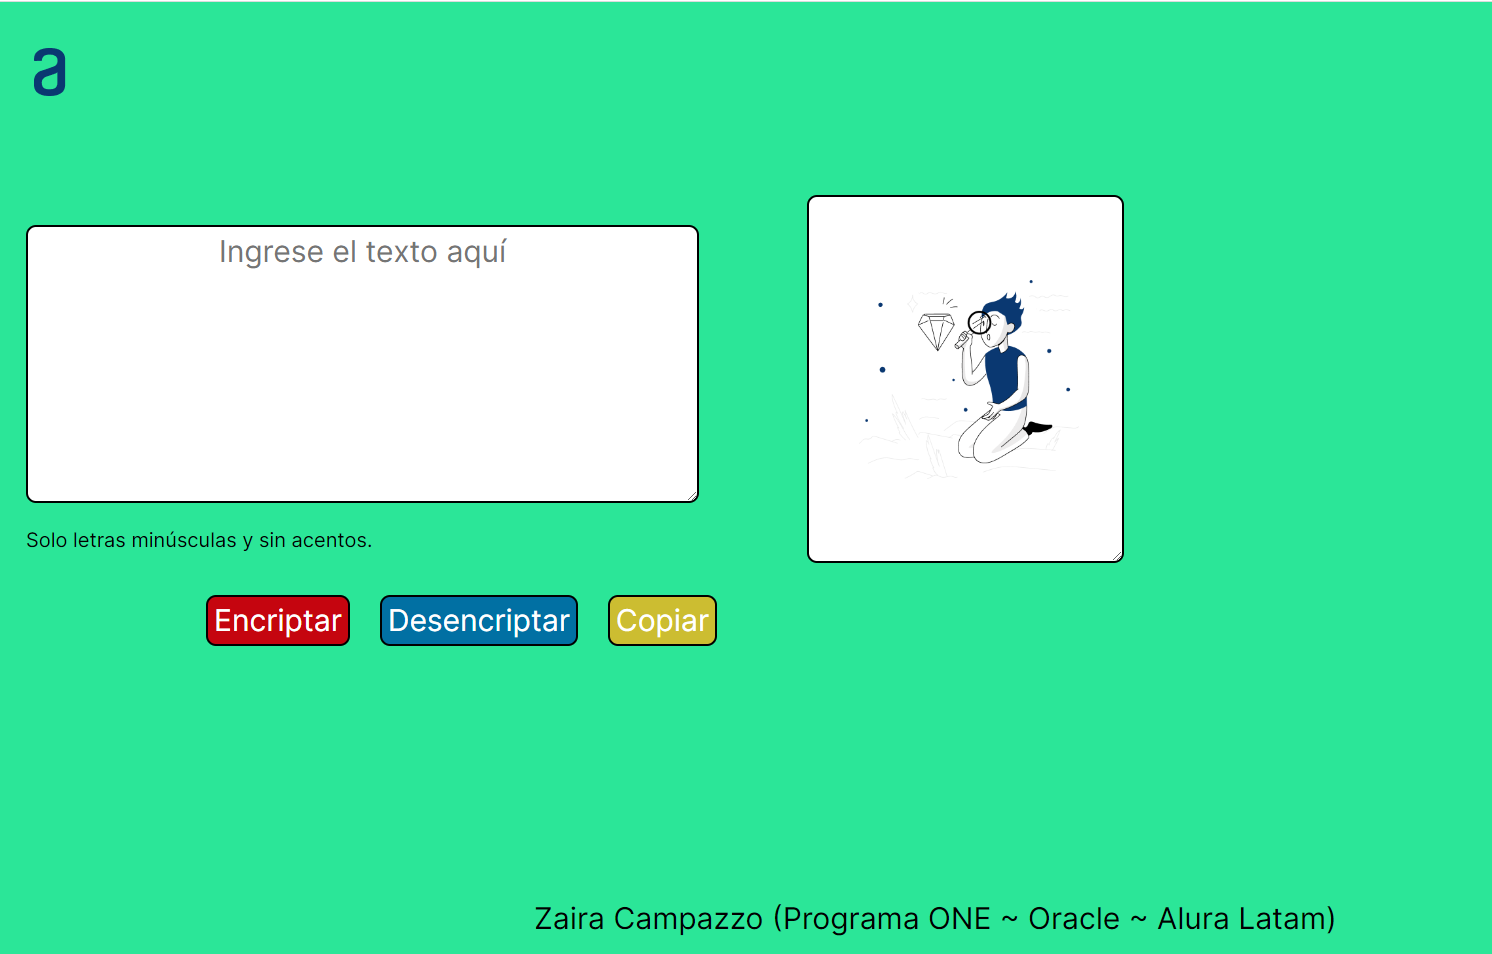 a
Ingrese el texto aquí
Solo letras minúsculas y sin acentos.
Encriptar Desencriptar Copiar
Zaira Campazzo (Programa ONE ~ Oracle ~ Alura Latam)